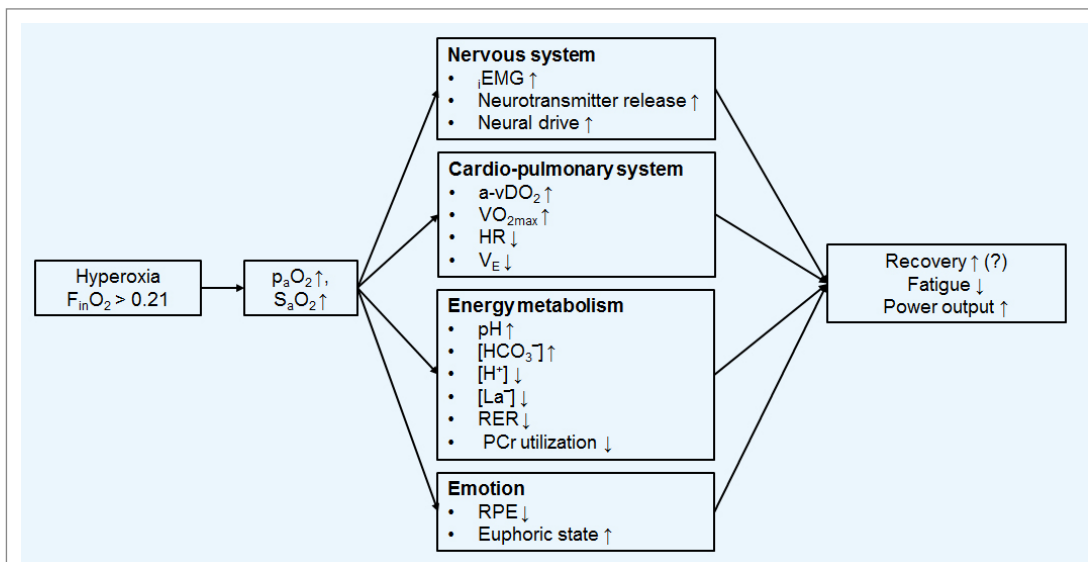 Hyperoxia
FinO₂ > 0.21
pₐO₂ ↑,
SₐO₂ ↑
Nervous system
• ᵢEMG ↑
• Neurotransmitter release ↑
• Neural drive ↑
Cardio-pulmonary system
• a-vDO₂ ↑
• VO₂max ↑
• HR ↓
• VE ↓
Energy metabolism
• pH ↑
• [HCO₃⁻] ↑
• [H⁺] ↓
• [La⁻] ↓
• RER ↓
• PCr utilization ↓
Emotion
• RPE ↓
• Euphoric state ↑
Recovery ↑ (?)
Fatigue ↓
Power output ↑